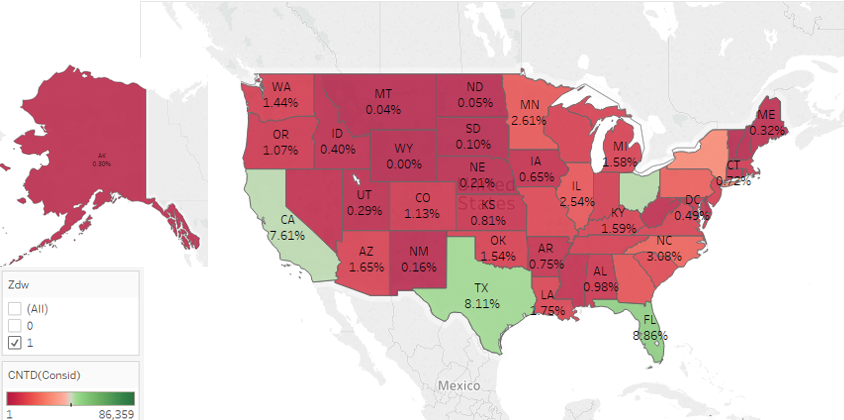 WA
1.44%
MT
0.04%
ND
0.05%
MN
2.61%
ME
0.32%
OR
1.07%
ID
0.40%
WY
0.00%
SD
0.10%
MI
1.58%
IA
0.65%
CT
0.72%
NE
0.21%
United
States
AK
0.30%
UT
0.29%
CO
1.13%
KS
0.81%
IL
2.54%
DC
0.49%
CA
7.61%
KY
1.59%
AZ
1.65%
NM
0.16%
OK
1.54%
AR
0.75%
NC
3.08%
AL
0.98%
TX
8.11%
LA
1.75%
FL
8.86%
Mexico
Zdw
(All)
0
1
CNTD(Consid)
1 86,359